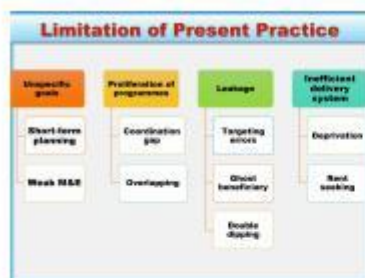 Limitation of Present Practice
Unspecific
goals
Short-term
planning
Weak M&E
Proliferation of
programmes
Coordination
gap
Overlapping
Leakage
Targeting
errors
Ghost
beneficiary
Double
dipping
Inefficient
delivery
system
Deprivation
Rent
seeking